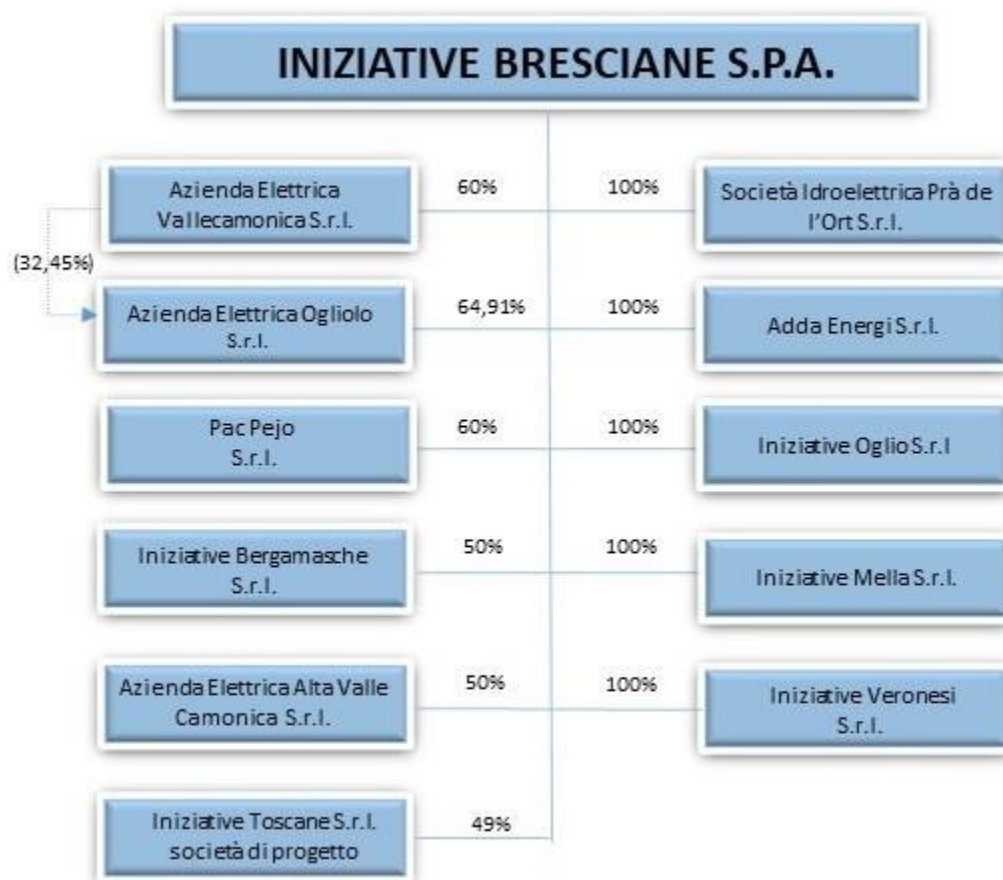 INIZIATIVE BRESCIANE S.P.A.
Azienda Elettrica
Vallecamonica S.r.l.
60%
100%
Società Idroelettrica Prà de
l'Ort S.r.l.
(32,45%)
Azienda Elettrica Ogliolo
S.r.l.
64,91%
100%
Adda Energi S.r.l.
Pac Pejo
S.r.l.
60%
100%
Iniziative Oglio S.r.l
Iniziative Bergamasche
S.r.l.
50%
100%
Iniziative Mella S.r.l.
Azienda Elettrica Alta Valle
Camonica S.r.l.
50%
100%
Iniziative Veronesi
S.r.l.
Iniziative Toscane S.r.l.
società di progetto
49%